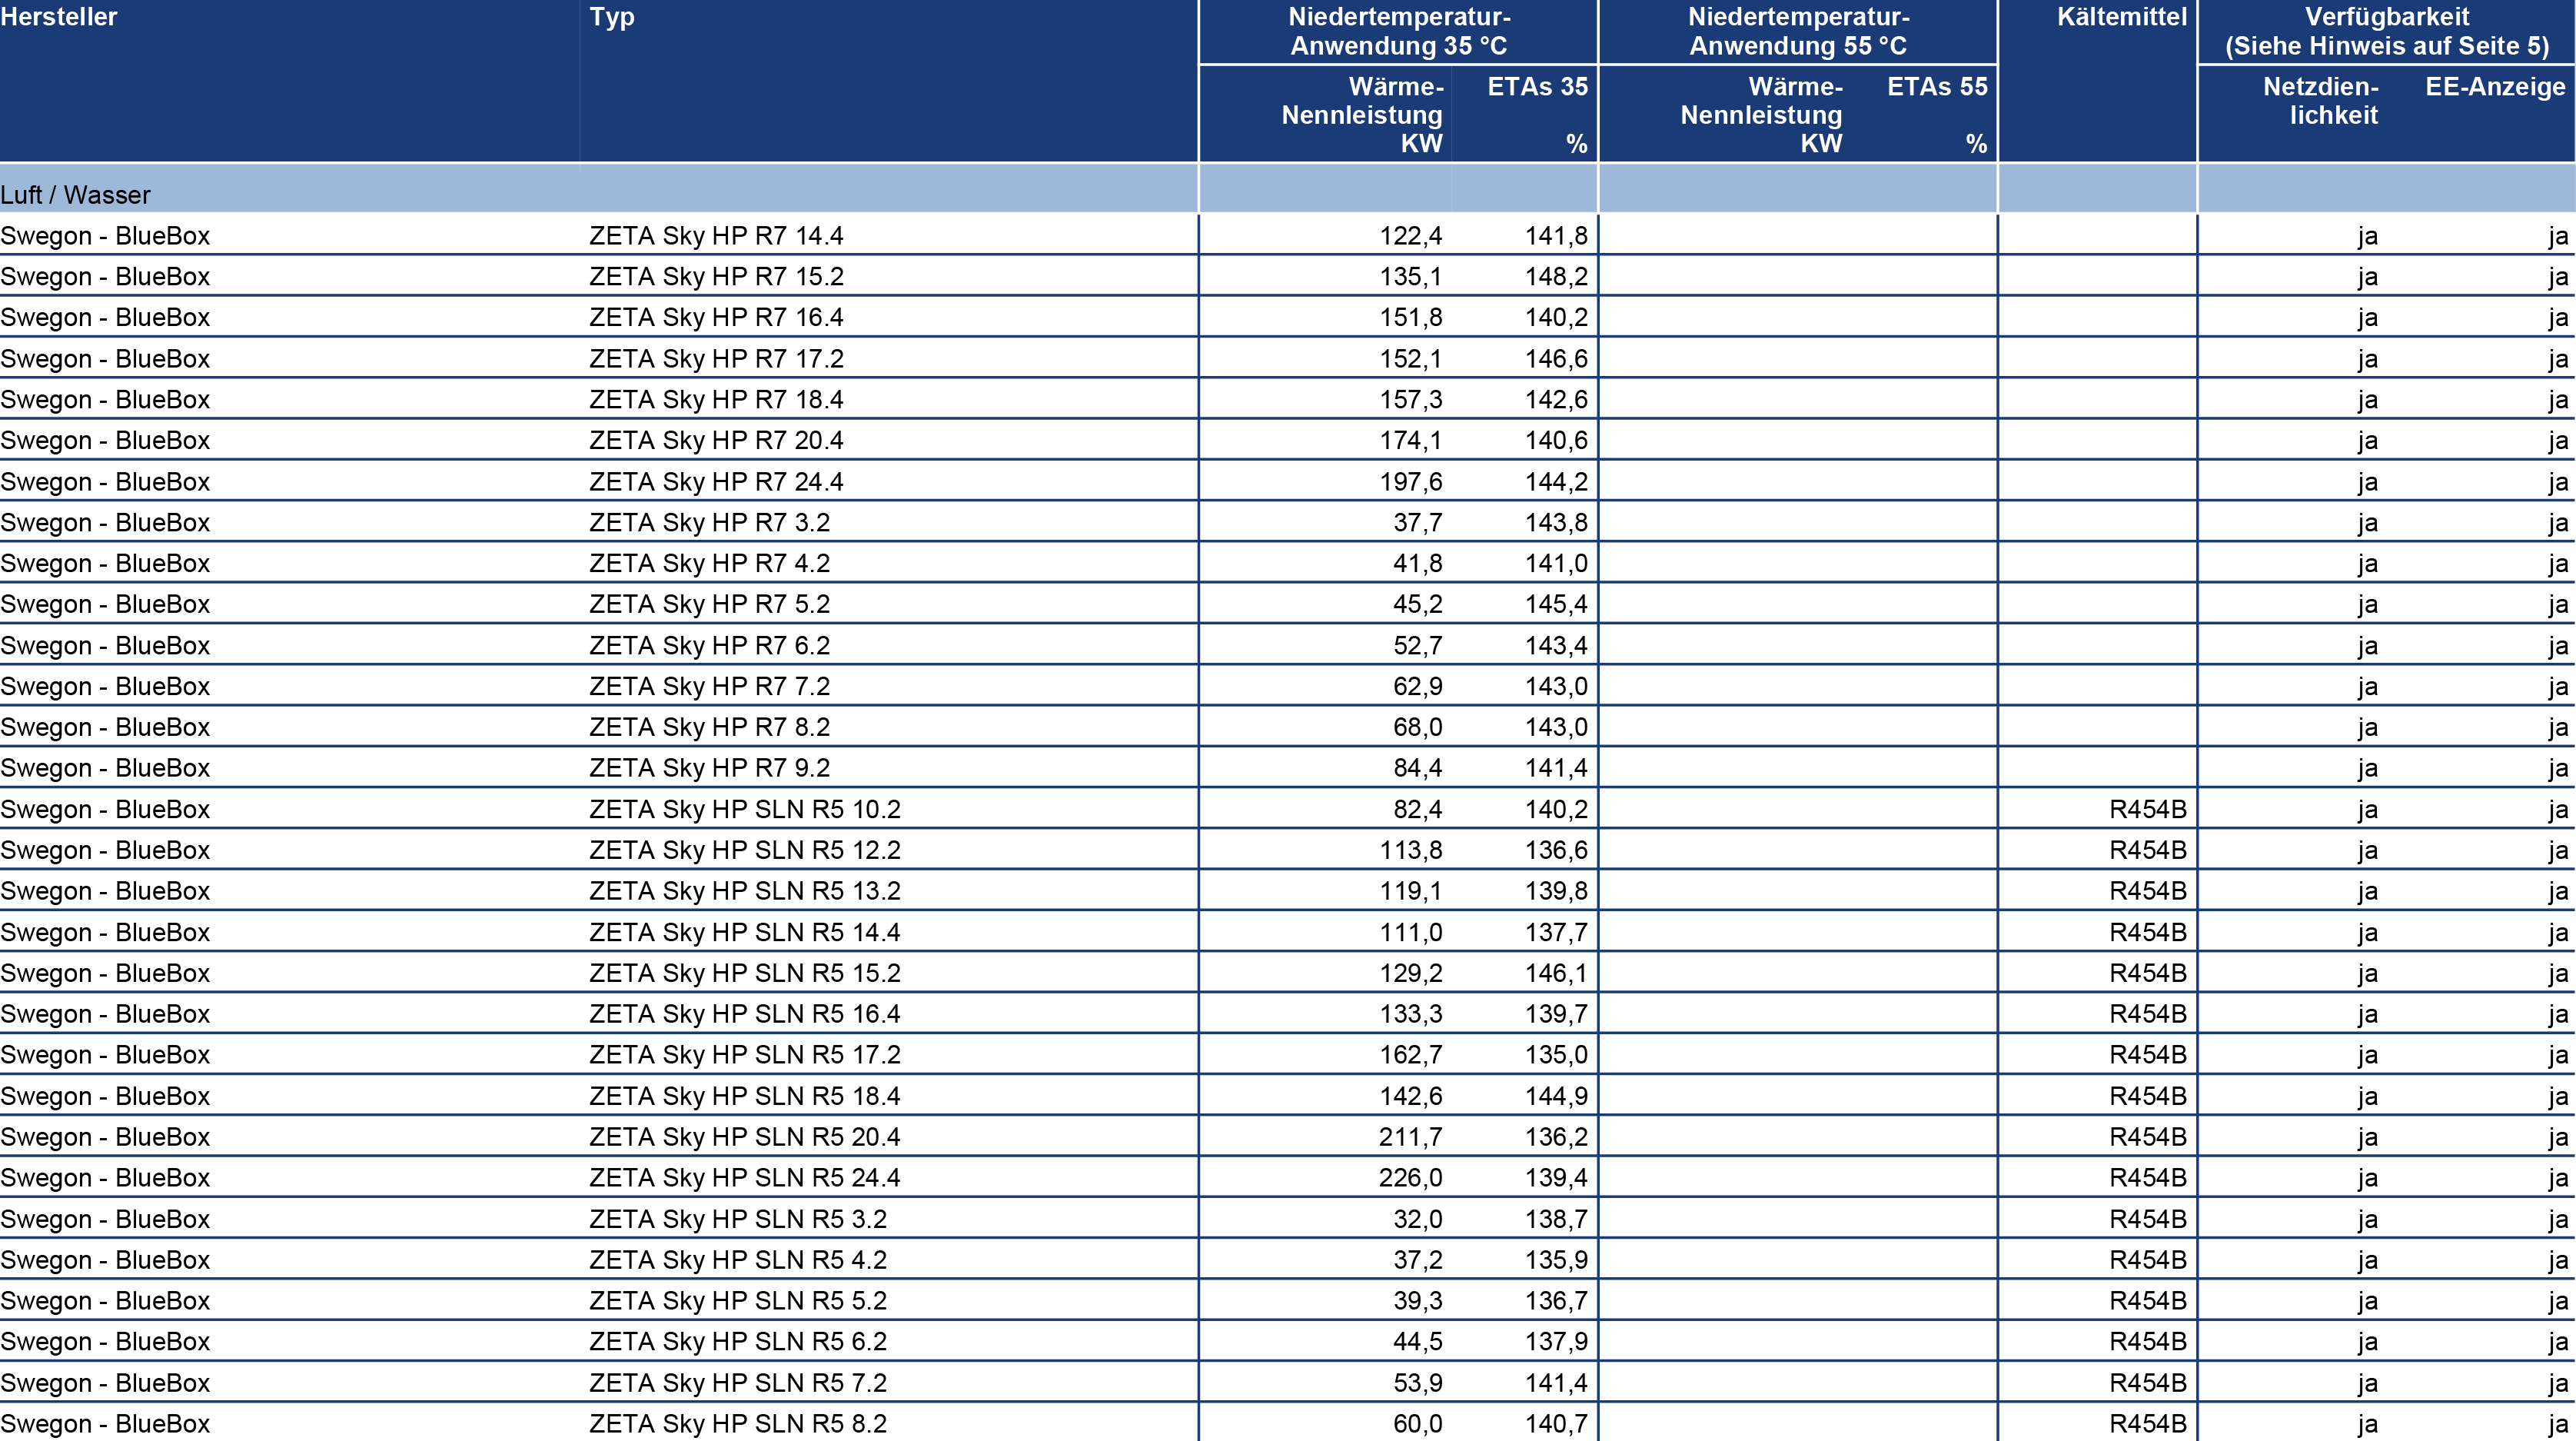 Hersteller Typ Niedertemperatur- Niedertemperatur- Kältemittel Verfügbarkeit
Anwendung 35 °C Anwendung 55 °C (Siehe Hinweis auf Seite 5)
Wärme- ETAs 35 Wärme- ETAs 55 Netzdien- EE-Anzeige
Nennleistung Nennleistung lichkeit
KW % KW %
Luft / Wasser
Swegon - BlueBox ZETA Sky HP R7 14.4 122,4 141,8 ja ja
Swegon - BlueBox ZETA Sky HP R7 15.2 135,1 148,2 ja ja
Swegon - BlueBox ZETA Sky HP R7 16.4 151,8 140,2 ja ja
Swegon - BlueBox ZETA Sky HP R7 17.2 152,1 146,6 ja ja
Swegon - BlueBox ZETA Sky HP R7 18.4 157,3 142,6 ja ja
Swegon - BlueBox ZETA Sky HP R7 20.4 174,1 140,6 ja ja
Swegon - BlueBox ZETA Sky HP R7 24.4 197,6 144,2 ja ja
Swegon - BlueBox ZETA Sky HP R7 3.2 37,7 143,8 ja ja
Swegon - BlueBox ZETA Sky HP R7 4.2 41,8 141,0 ja ja
Swegon - BlueBox ZETA Sky HP R7 5.2 45,2 145,4 ja ja
Swegon - BlueBox ZETA Sky HP R7 6.2 52,7 143,4 ja ja
Swegon - BlueBox ZETA Sky HP R7 7.2 62,9 143,0 ja ja
Swegon - BlueBox ZETA Sky HP R7 8.2 68,0 143,0 ja ja
Swegon - BlueBox ZETA Sky HP R7 9.2 84,4 141,4 ja ja
Swegon - BlueBox ZETA Sky HP SLN R5 10.2 82,4 140,2 R454B ja ja
Swegon - BlueBox ZETA Sky HP SLN R5 12.2 113,8 136,6 R454B ja ja
Swegon - BlueBox ZETA Sky HP SLN R5 13.2 119,1 139,8 R454B ja ja
Swegon - BlueBox ZETA Sky HP SLN R5 14.4 111,0 137,7 R454B ja ja
Swegon - BlueBox ZETA Sky HP SLN R5 15.2 129,2 146,1 R454B ja ja
Swegon - BlueBox ZETA Sky HP SLN R5 16.4 133,3 139,7 R454B ja ja
Swegon - BlueBox ZETA Sky HP SLN R5 17.2 162,7 135,0 R454B ja ja
Swegon - BlueBox ZETA Sky HP SLN R5 18.4 142,6 144,9 R454B ja ja
Swegon - BlueBox ZETA Sky HP SLN R5 20.4 211,7 136,2 R454B ja ja
Swegon - BlueBox ZETA Sky HP SLN R5 24.4 226,0 139,4 R454B ja ja
Swegon - BlueBox ZETA Sky HP SLN R5 3.2 32,0 138,7 R454B ja ja
Swegon - BlueBox ZETA Sky HP SLN R5 4.2 37,2 135,9 R454B ja ja
Swegon - BlueBox ZETA Sky HP SLN R5 5.2 39,3 136,7 R454B ja ja
Swegon - BlueBox ZETA Sky HP SLN R5 6.2 44,5 137,9 R454B ja ja
Swegon - BlueBox ZETA Sky HP SLN R5 7.2 53,9 141,4 R454B ja ja
Swegon - BlueBox ZETA Sky HP SLN R5 8.2 60,0 140,7 R454B ja ja